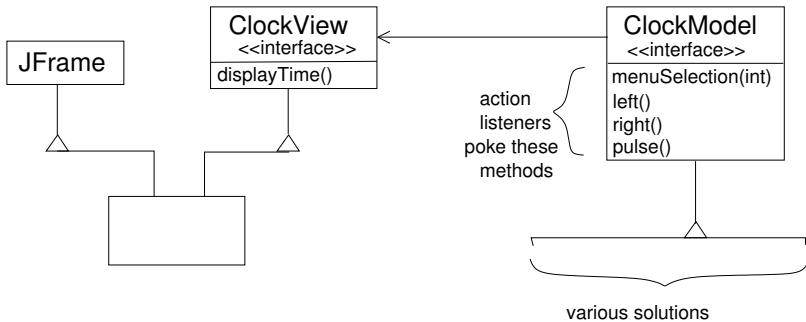 JFrame
ClockView
<<interface>>
displayTime()
ClockModel
<<interface>>
menuSelection(int)
left()
right()
pulse()
action
listeners
poke these
methods
various solutions